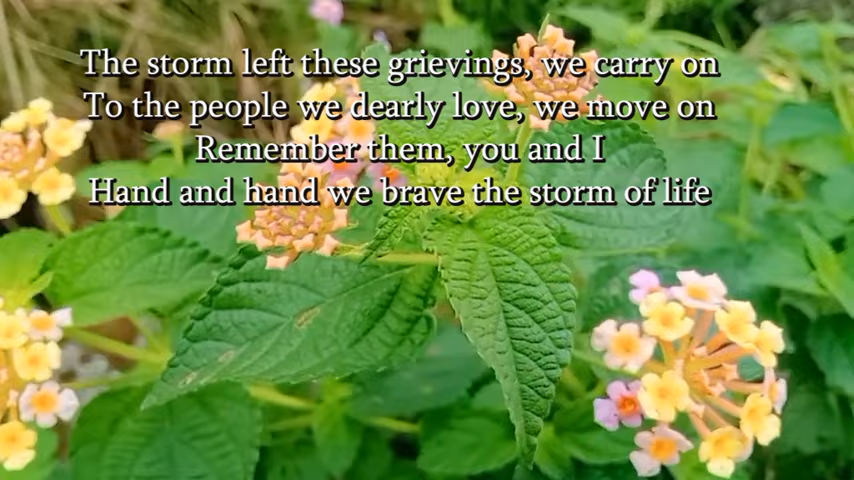 The storm left these grievings, we carry on
To the people we dearly love, we move on
Remember them, you and I
Hand and hand we brave the storm of life